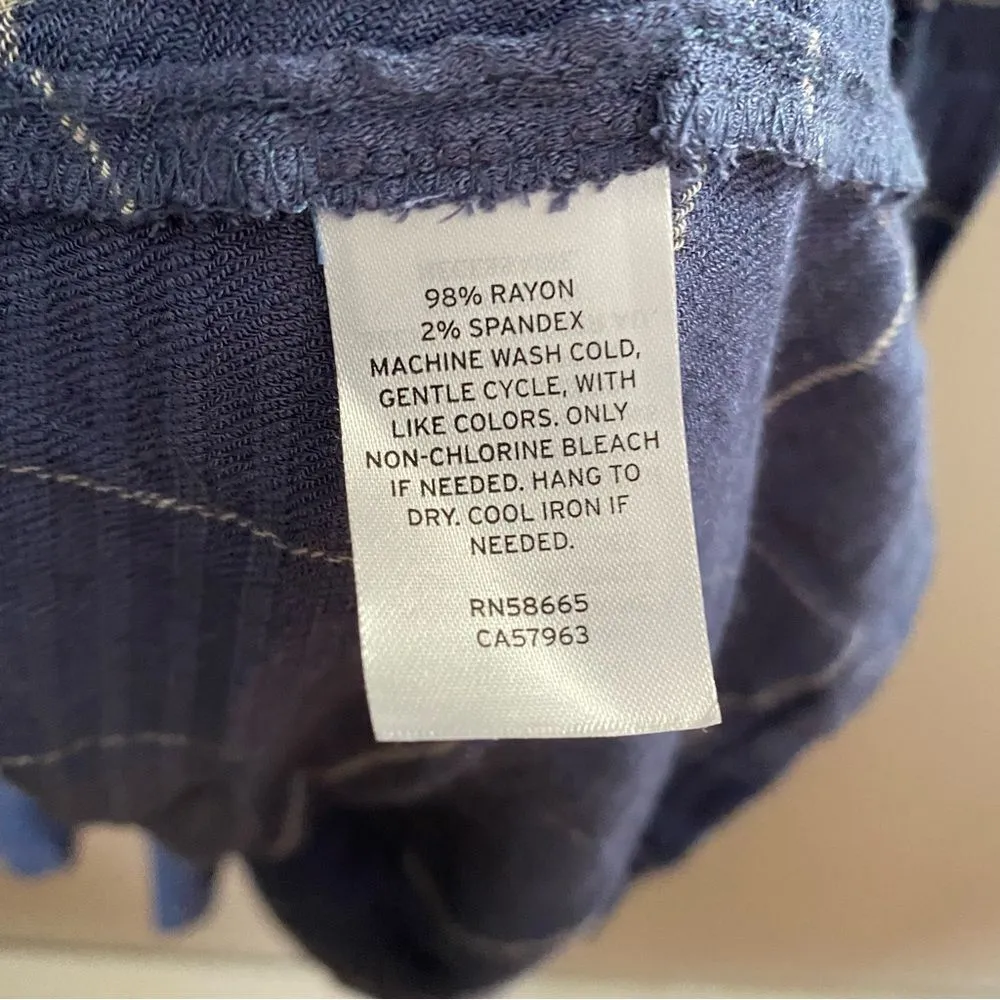 98% RAYON
2% SPANDEX
MACHINE WASH COLD,
GENTLE CYCLE, WITH
LIKE COLORS. ONLY
NON-CHLORINE BLEACH
IF NEEDED. HANG TO
DRY. COOL IRON IF
NEEDED.
RN58665
CA57963